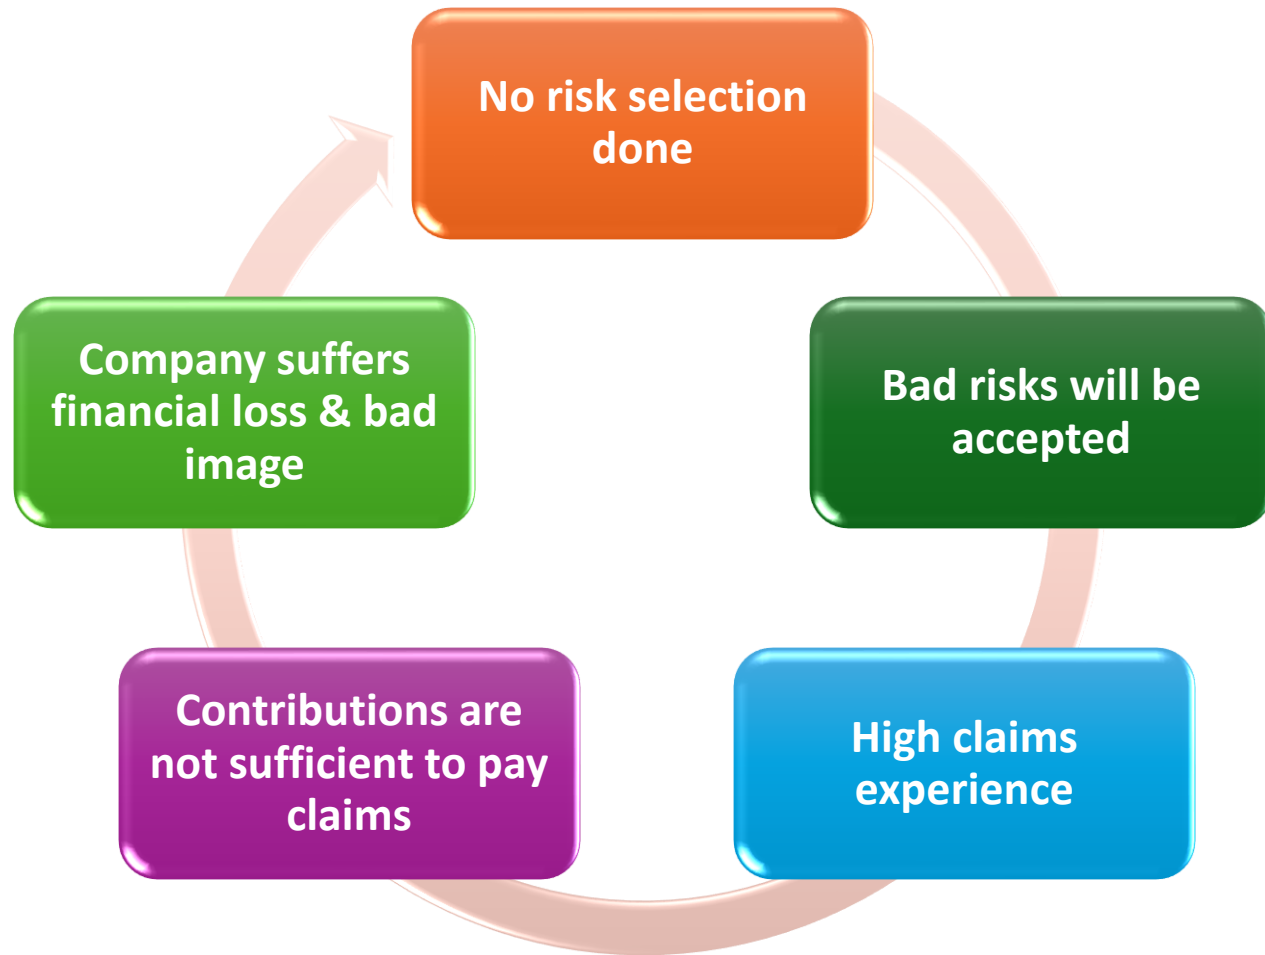 No risk selection
done
Bad risks will be
accepted
High claims
experience
Contributions are
not sufficient to pay
claims
Company suffers
financial loss & bad
image